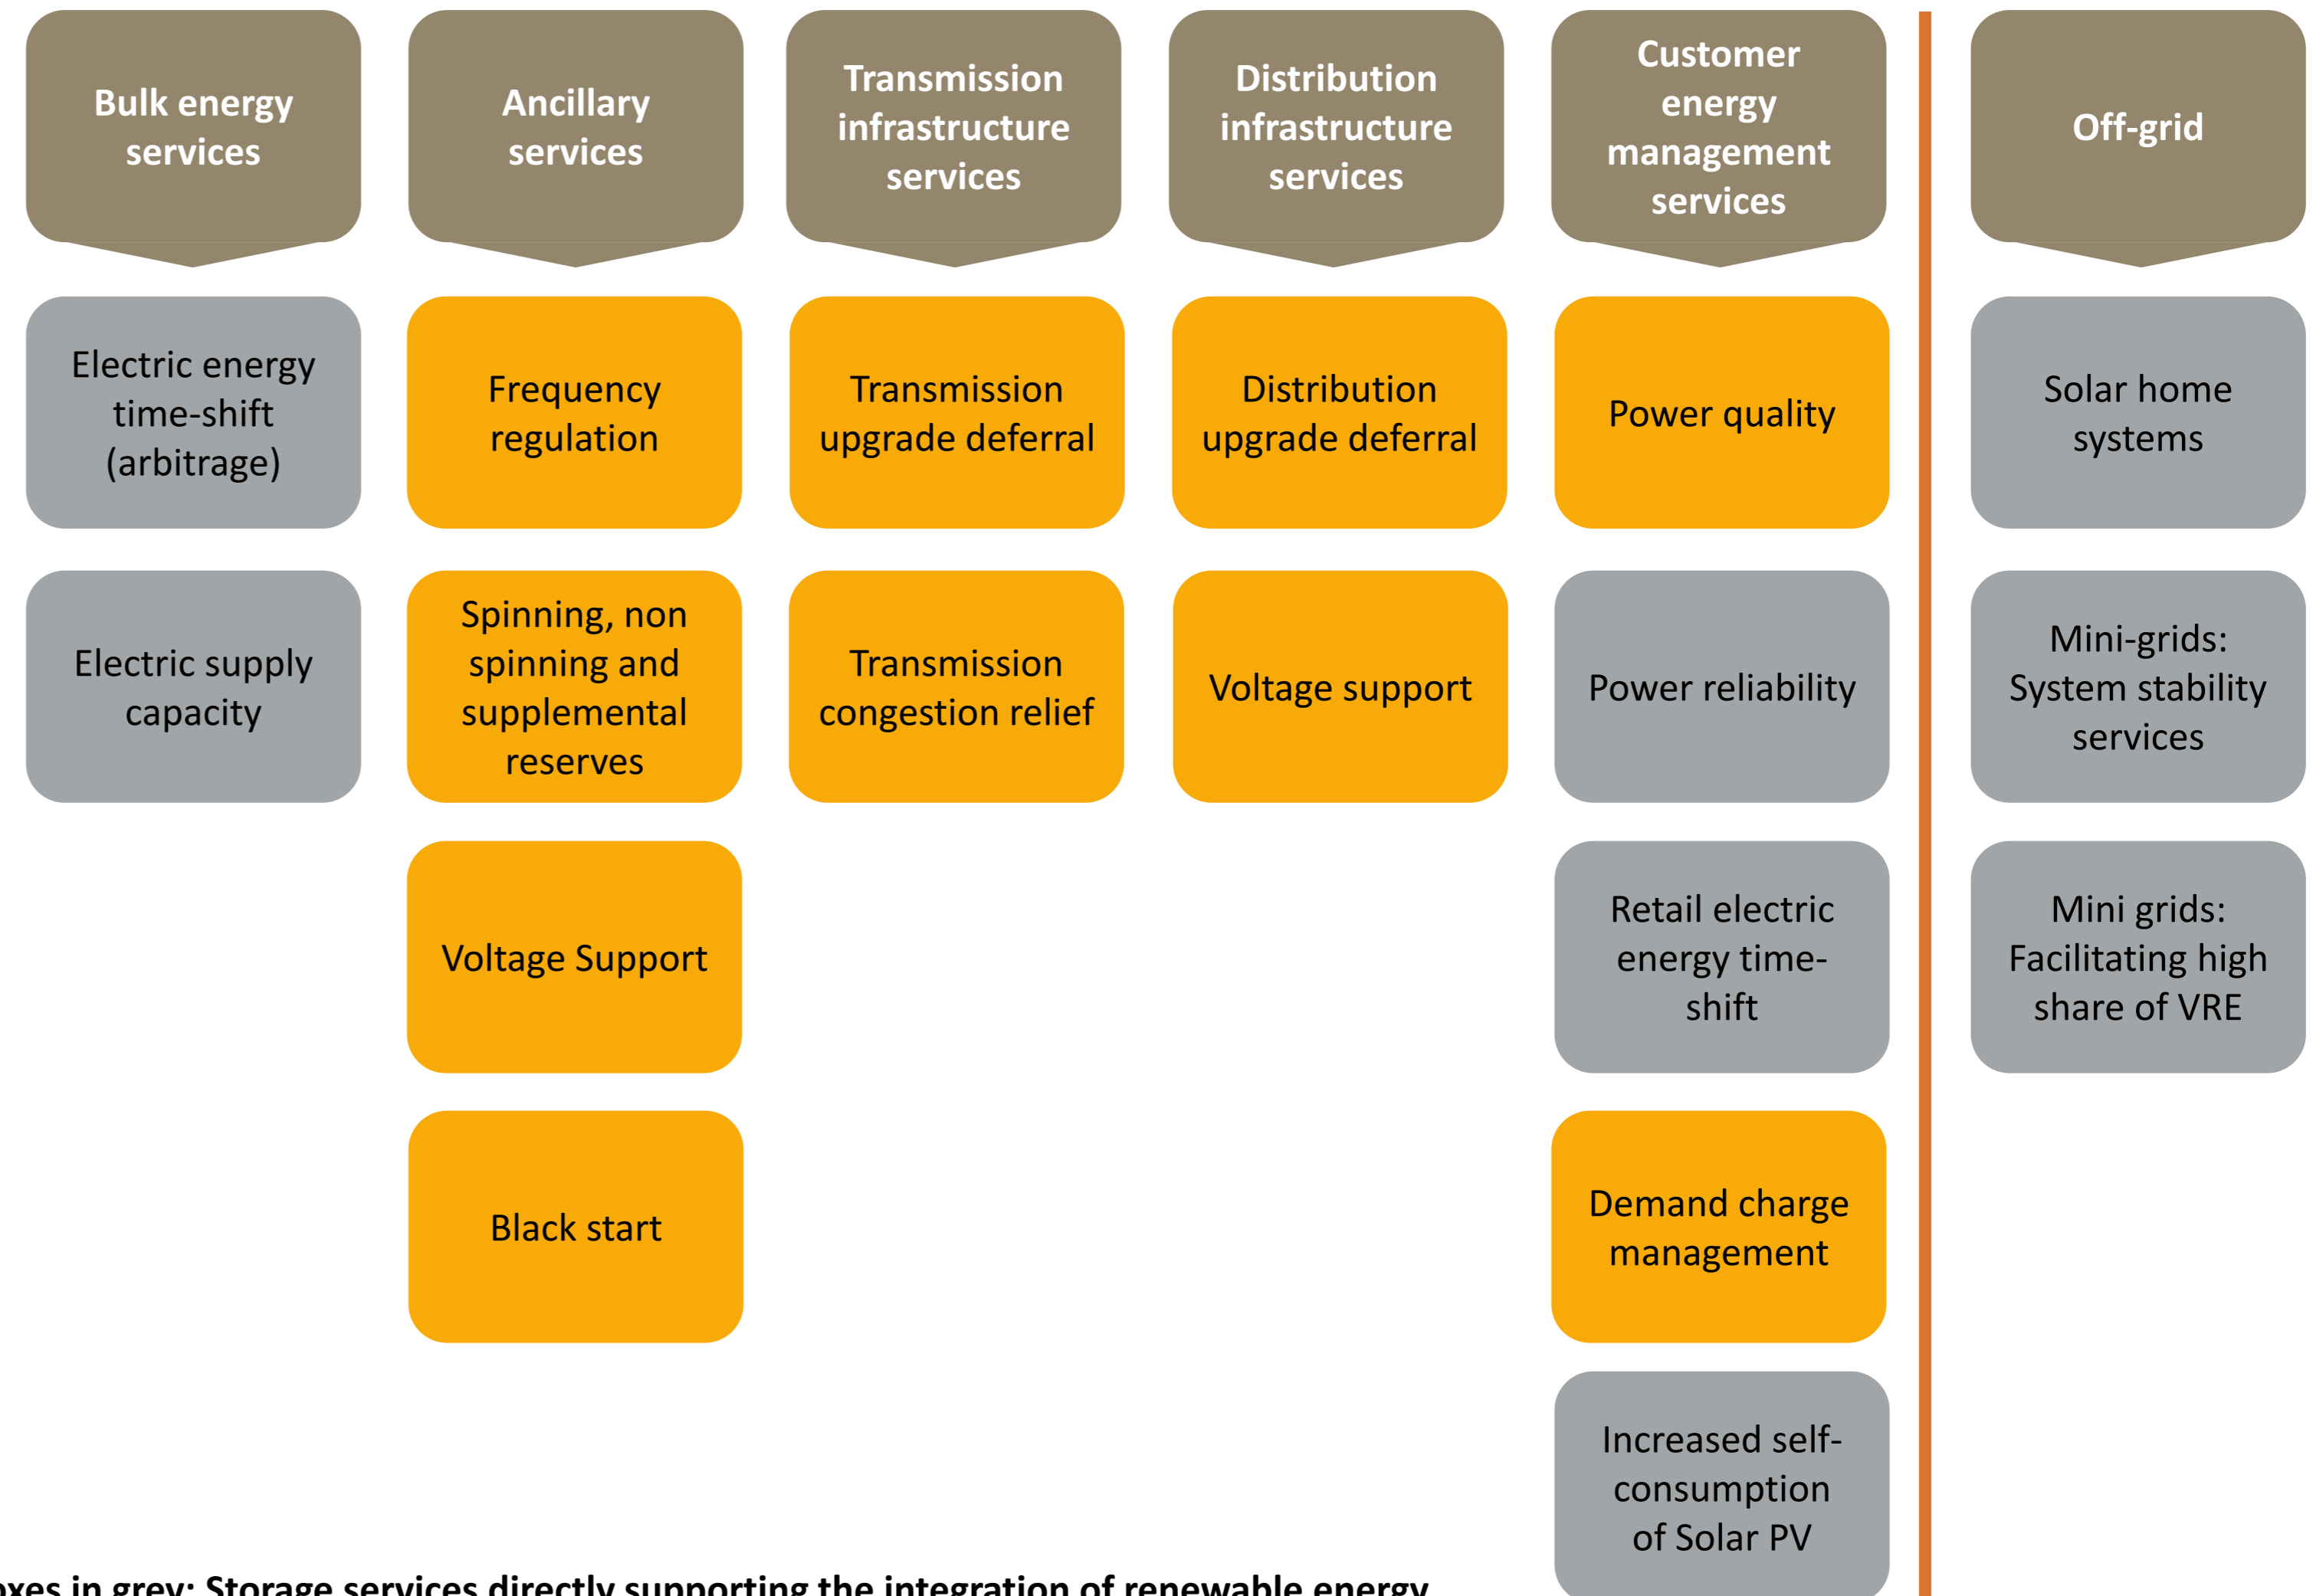 Bulk energy
services
Ancillary
services
Transmission
infrastructure
services
Distribution
infrastructure
services
Customer
energy
management
services
Off-grid
Electric energy
time-shift
(arbitrage)
Frequency
regulation
Transmission
upgrade deferral
Distribution
upgrade deferral
Power quality
Solar home
systems
Electric supply
capacity
Spinning, non
spinning and
supplemental
reserves
Transmission
congestion relief
Voltage support
Power reliability
Mini-grids:
System stability
services
Voltage Support
Retail electric
energy time-
shift
Mini grids:
Facilitating high
share of VRE
Black start
Demand charge
management
Increased self-
consumption
of Solar PV
in grey: Storage services directly supporting the integration of renewable energy